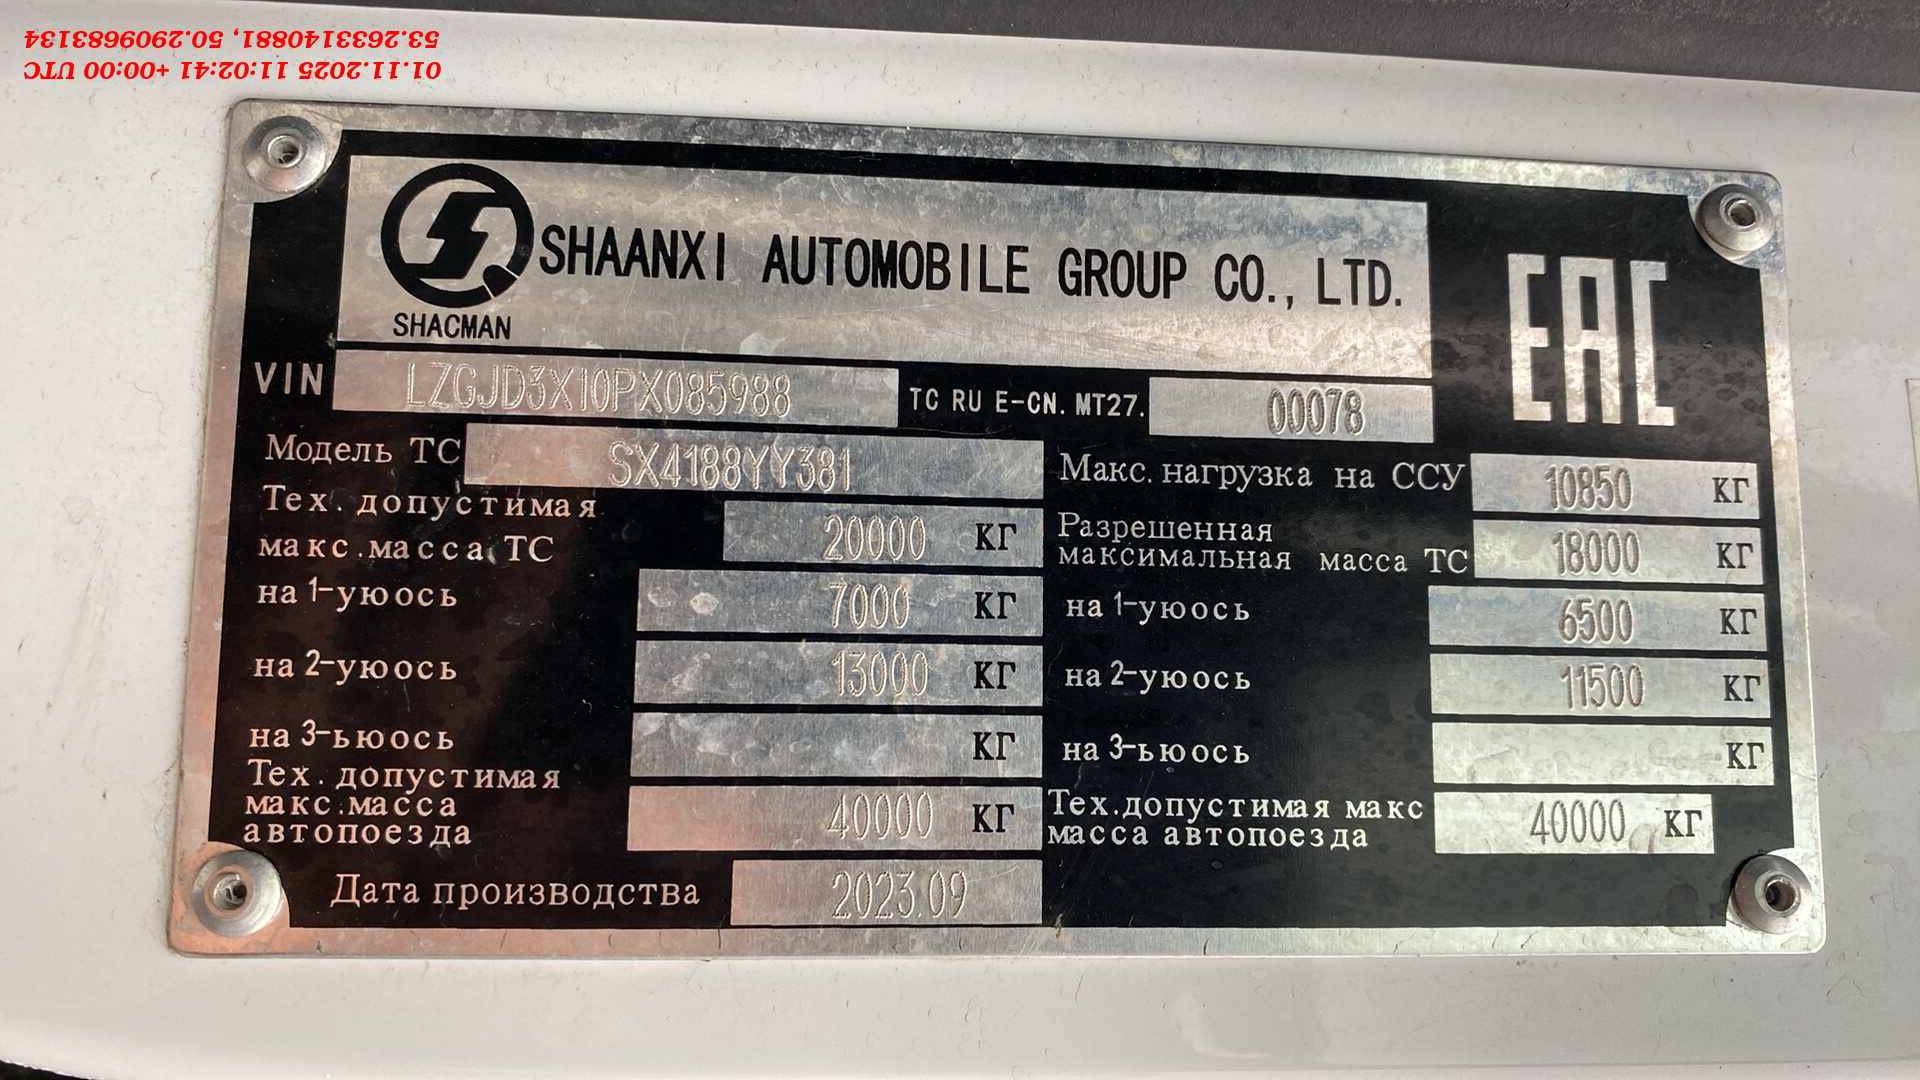 01.11.2025 11:02:41 +00:00 UTC
53.2633140881, 50.2909683134
SHAANXI AUTOMOBILE GROUP CO., LTD.
SHACMAN
EAC
VIN LZGJD3X10PX085988 TC RU E-CN.MT27. 00078
Модель ТС SX4188YY381
Тех. допустимая
макс.масса ТС 20000 КГ
на 1-уюось 7000 КГ
на 2-уюось 13000 КГ
на 3-ьюось КГ
Тех. допустимая
макс.масса
автопоезда 40000 КГ
Дата производства 2023.09
Макс. нагрузка на ССУ 10850 КГ
Разрешенная
максимальная масса ТС 18000 КГ
на 1-уюось 6500 КГ
на 2-уюось 11500 КГ
на 3-ьюось КГ
Тех.допустимая макс
масса автопоезда 40000 КГ